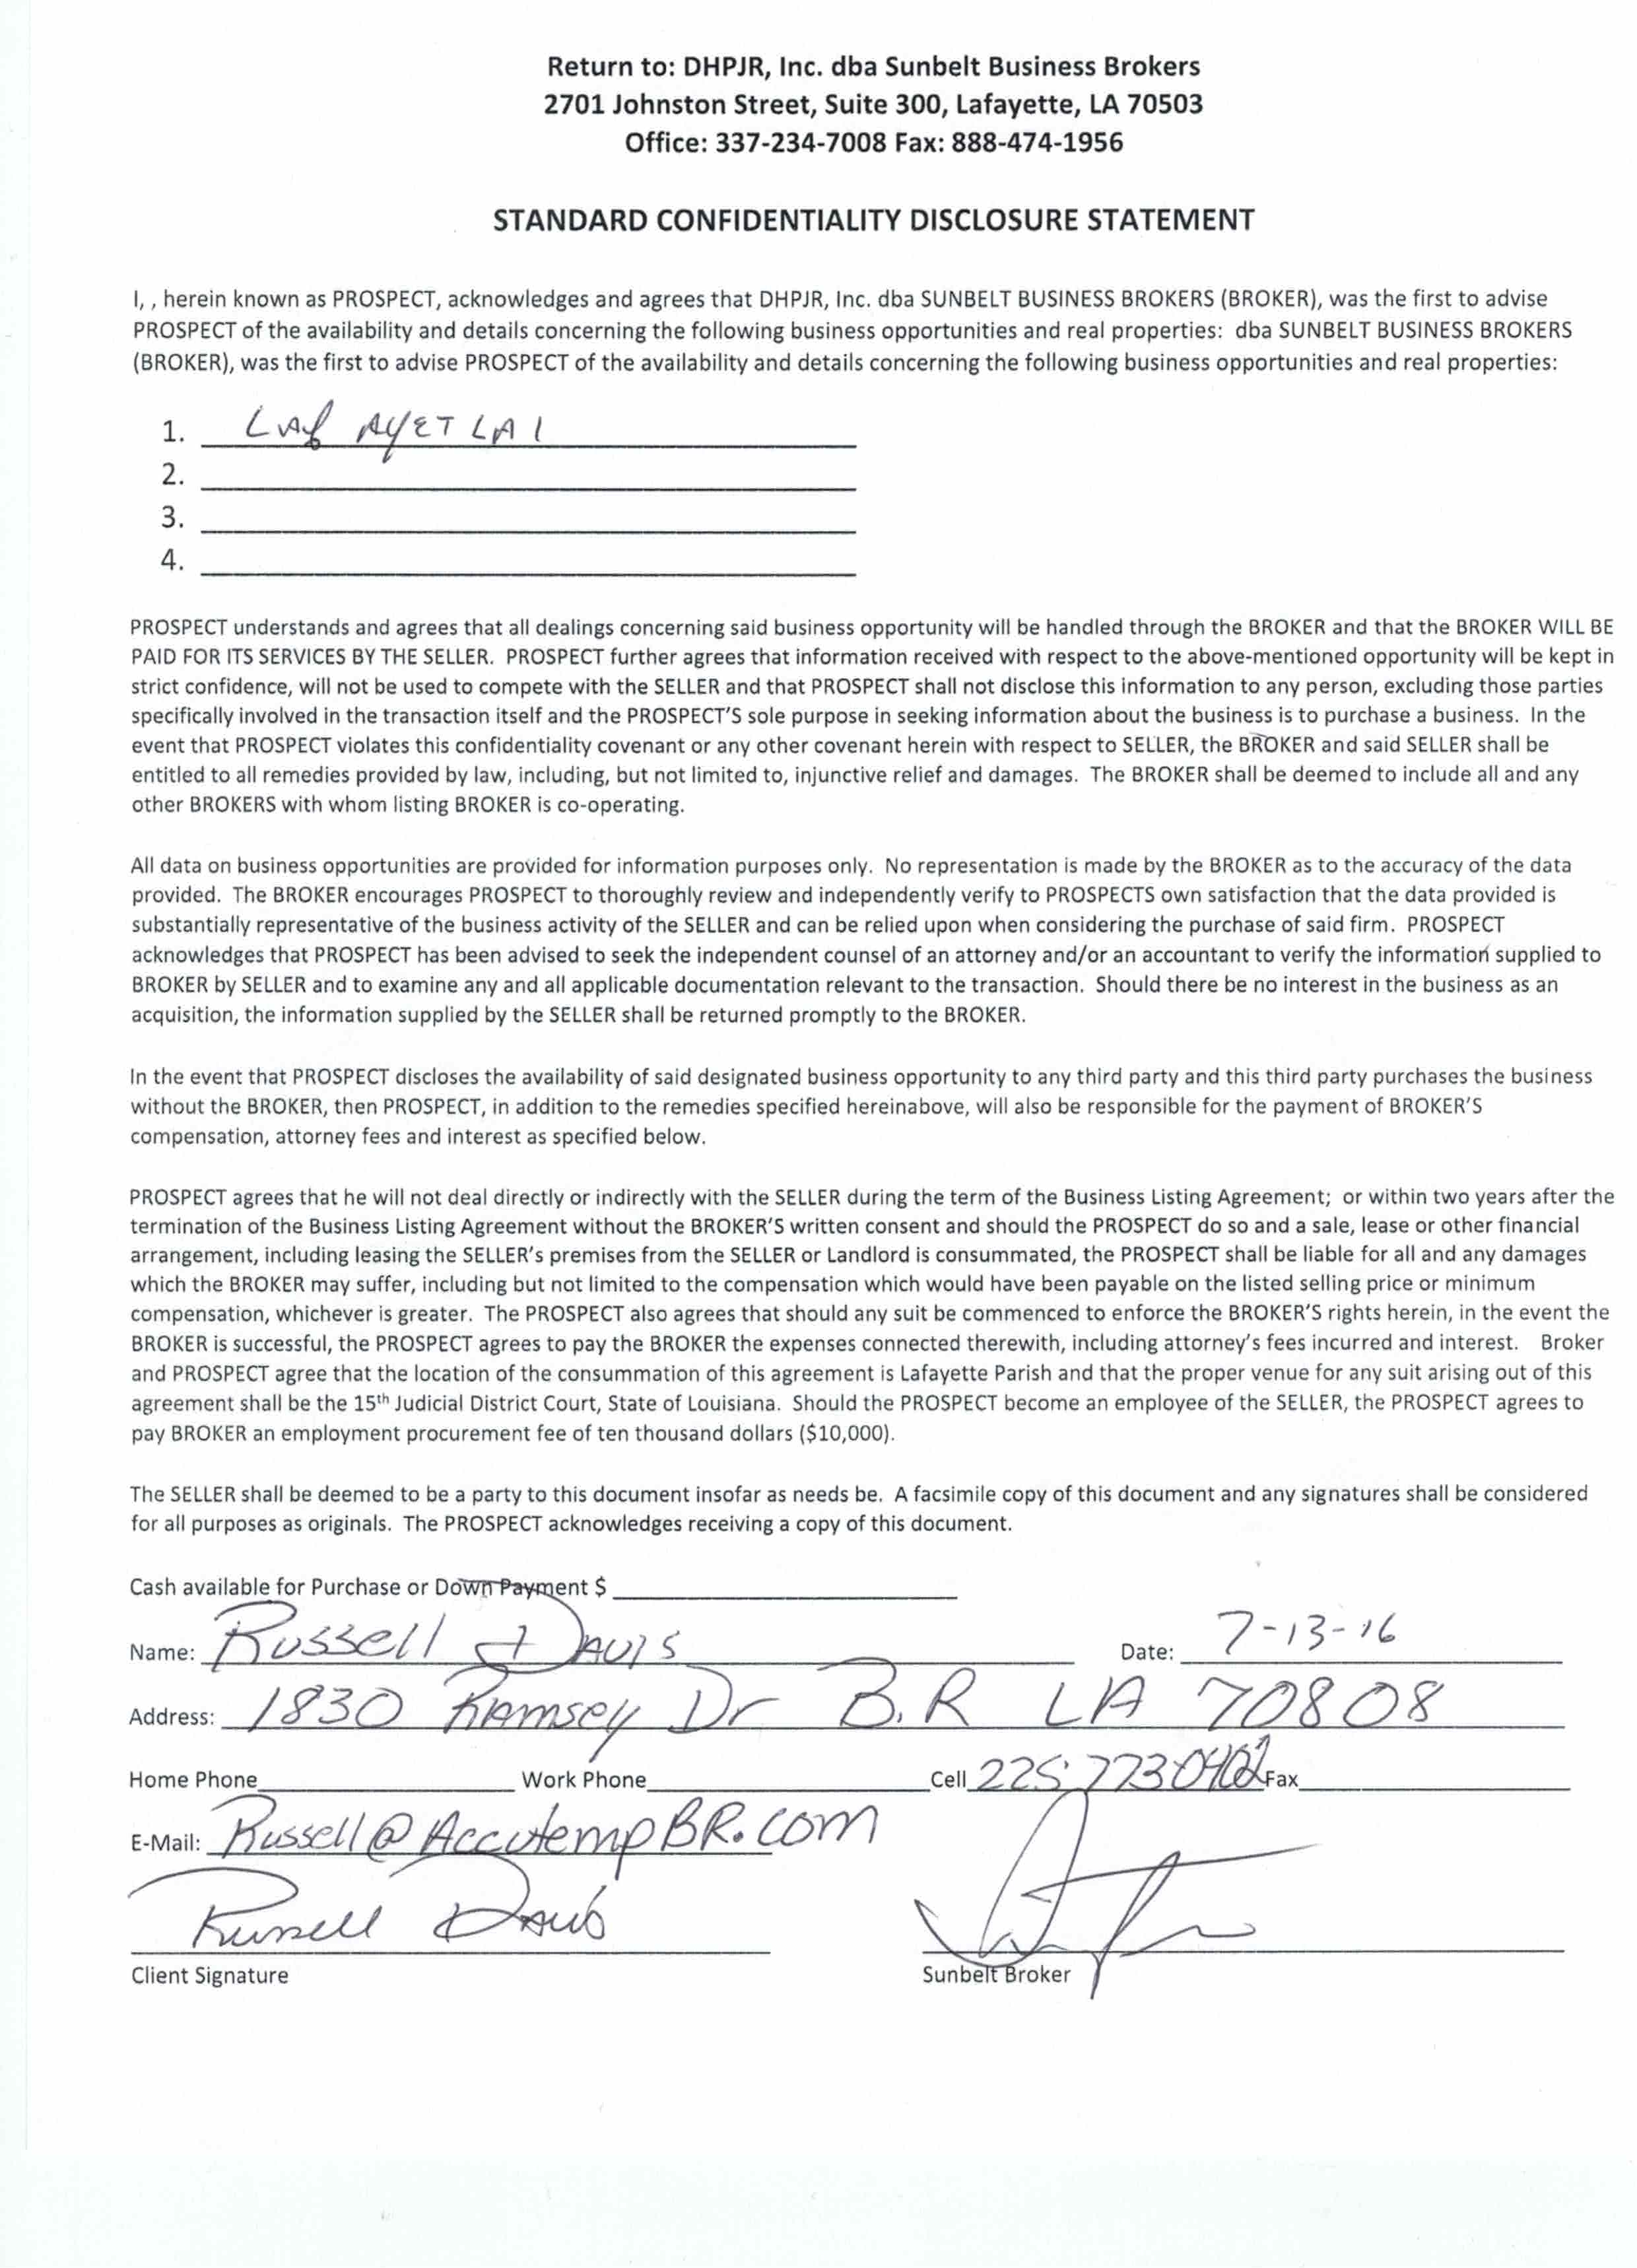 Return to: DHPJR, Inc. dba Sunbelt Business Brokers
2701 Johnston Street, Suite 300, Lafayette, LA 70503
Office: 337-234-7008 Fax: 888-474-1956
STANDARD CONFIDENTIALITY DISCLOSURE STATEMENT
I, , herein known as PROSPECT, acknowledges and agrees that DHPJR, Inc. dba SUNBELT BUSINESS BROKERS (BROKER), was the first to advise
PROSPECT of the availability and details concerning the following business opportunities and real properties: dba SUNBELT BUSINESS BROKERS
(BROKER), was the first to advise PROSPECT of the availability and details concerning the following business opportunities and real properties:
1. LAf AYET LA 1
2.
3.
4.
PROSPECT understands and agrees that all dealings concerning said business opportunity will be handled through the BROKER and that the BROKER WILL BE
PAID FOR ITS SERVICES BY THE SELLER. PROSPECT further agrees that information received with respect to the above-mentioned opportunity will be kept in
strict confidence, will not be used to compete with the SELLER and that PROSPECT shall not disclose this information to any person, excluding those parties
specifically involved in the transaction itself and the PROSPECT'S sole purpose in seeking information about the business is to purchase a business. In the
event that PROSPECT violates this confidentiality covenant or any other covenant herein with respect to SELLER, the BROKER and said SELLER shall be
entitled to all remedies provided by law, including, but not limited to, injunctive relief and damages. The BROKER shall be deemed to include all and any
other BROKERS with whom listing BROKER is co-operating.
All data on business opportunities are provided for information purposes only. No representation is made by the BROKER as to the accuracy of the data
provided. The BROKER encourages PROSPECT to thoroughly review and independently verify to PROSPECTS own satisfaction that the data provided is
substantially representative of the business activity of the SELLER and can be relied upon when considering the purchase of said firm. PROSPECT
acknowledges that PROSPECT has been advised to seek the independent counsel of an attorney and/or an accountant to verify the information supplied to
BROKER by SELLER and to examine any and all applicable documentation relevant to the transaction. Should there be no interest in the business as an
acquisition, the information supplied by the SELLER shall be returned promptly to the BROKER.
In the event that PROSPECT discloses the availability of said designated business opportunity to any third party and this third party purchases the business
without the BROKER, then PROSPECT, in addition to the remedies specified hereinabove, will also be responsible for the payment of BROKER'S
compensation, attorney fees and interest as specified below.
PROSPECT agrees that he will not deal directly or indirectly with the SELLER during the term of the Business Listing Agreement; or within two years after the
termination of the Business Listing Agreement without the BROKER'S written consent and should the PROSPECT do so and a sale, lease or other financial
arrangement, including leasing the SELLER's premises from the SELLER or Landlord is consummated, the PROSPECT shall be liable for all and any damages
which the BROKER may suffer, including but not limited to the compensation which would have been payable on the listed selling price or minimum
compensation, whichever is greater. The PROSPECT also agrees that should any suit be commenced to enforce the BROKER'S rights herein, in the event the
BROKER is successful, the PROSPECT agrees to pay the BROKER the expenses connected therewith, including attorney's fees incurred and interest. Broker
and PROSPECT agree that the location of the consummation of this agreement is Lafayette Parish and that the proper venue for any suit arising out of this
agreement shall be the 15th Judicial District Court, State of Louisiana. Should the PROSPECT become an employee of the SELLER, the PROSPECT agrees to
pay BROKER an employment procurement fee of ten thousand dollars ($10,000).
The SELLER shall be deemed to be a party to this document insofar as needs be. A facsimile copy of this document and any signatures shall be considered
for all purposes as originals. The PROSPECT acknowledges receiving a copy of this document.
Cash available for Purchase or Down Payment $
Name: Russell Davis Date: 7-13-16
Address: 1830 Ramsey Dr B.R LA 70808
Home Phone Work Phone Cell 225 773 Fax
E-Mail: Russell@AccutempBR.com
Russell Davis
Client Signature Sunbelt Broker